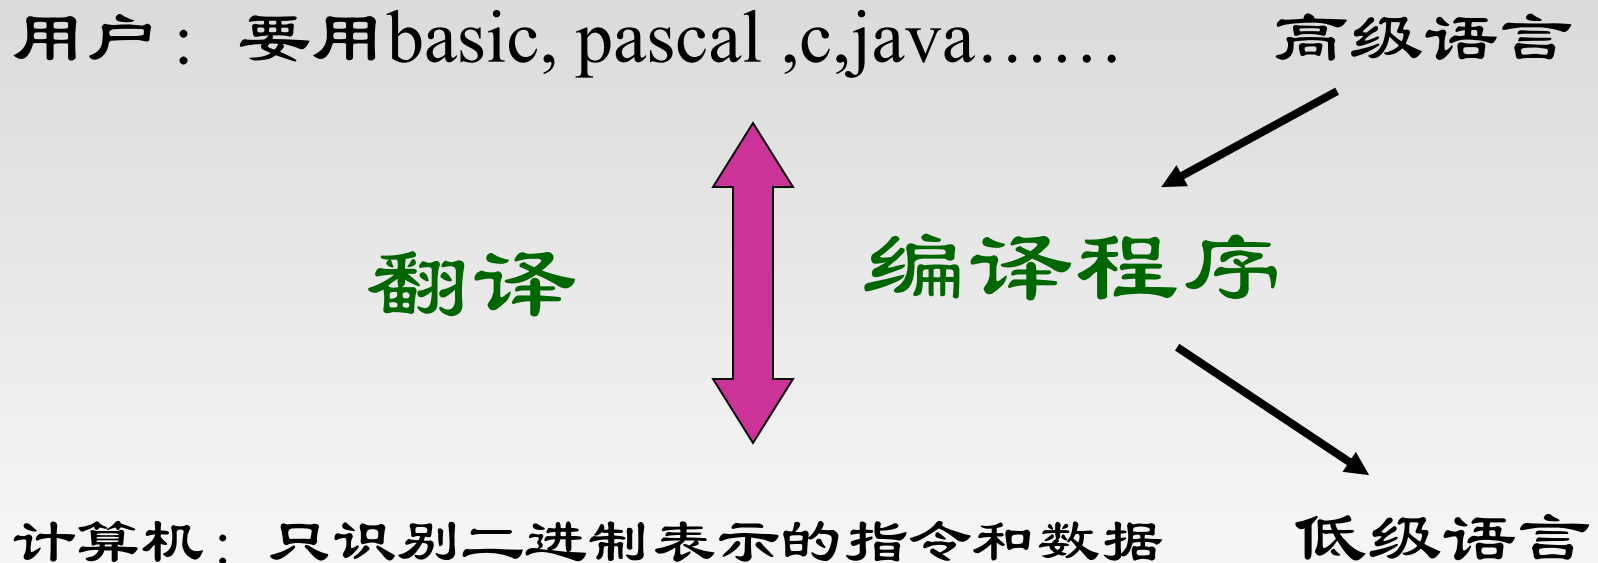 用户：要用basic, pascal ,c,java…… 高级语言
翻译 编译程序
计算机：只识别二进制表示的指令和数据 低级语言